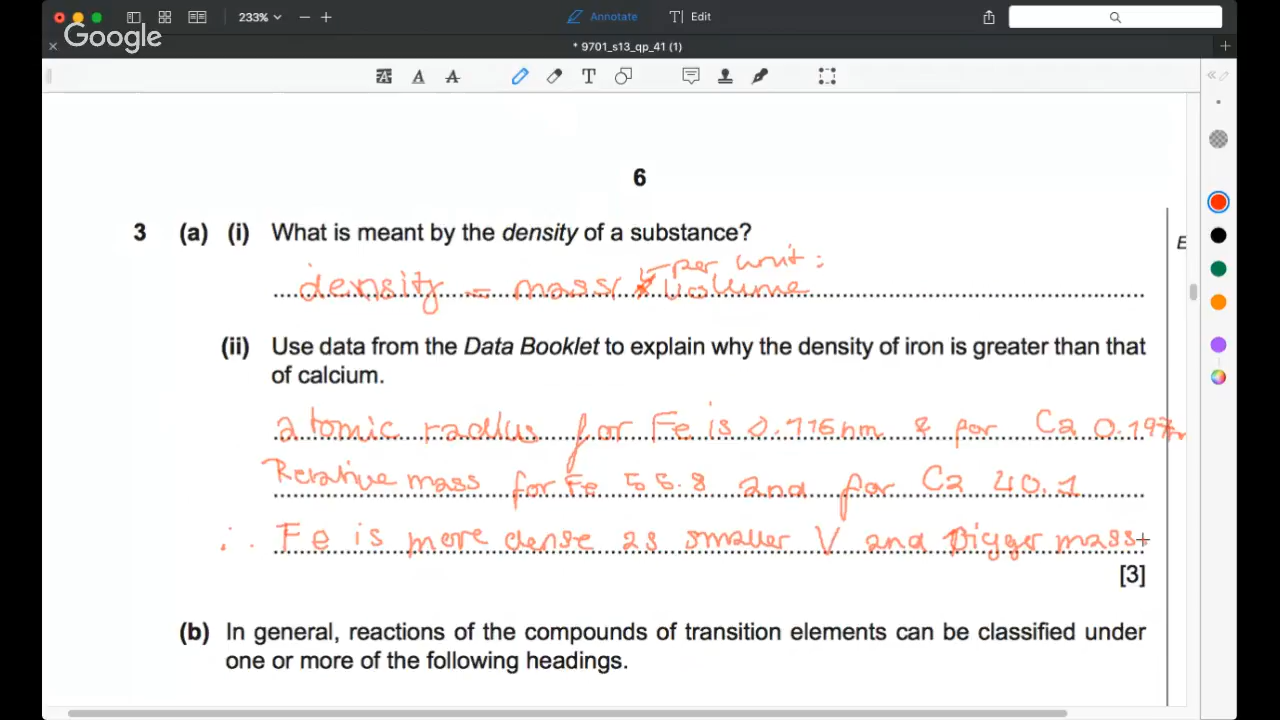 233%
Annotate
T Edit
Google
* 9701_s13_qp_41 (1)
6
3 (a) (i) What is meant by the density of a substance?
per unit:
density = mass / volume
(ii) Use data from the Data Booklet to explain why the density of iron is greater than that
of calcium.
atomic radius for Fe is 0.116nm & for Ca 0.197nm
Relative mass for Fe 55.8 and for Ca 40.1
∴ Fe is more dense as smaller V and bigger mass
[3]
(b) In general, reactions of the compounds of transition elements can be classified under
one or more of the following headings.